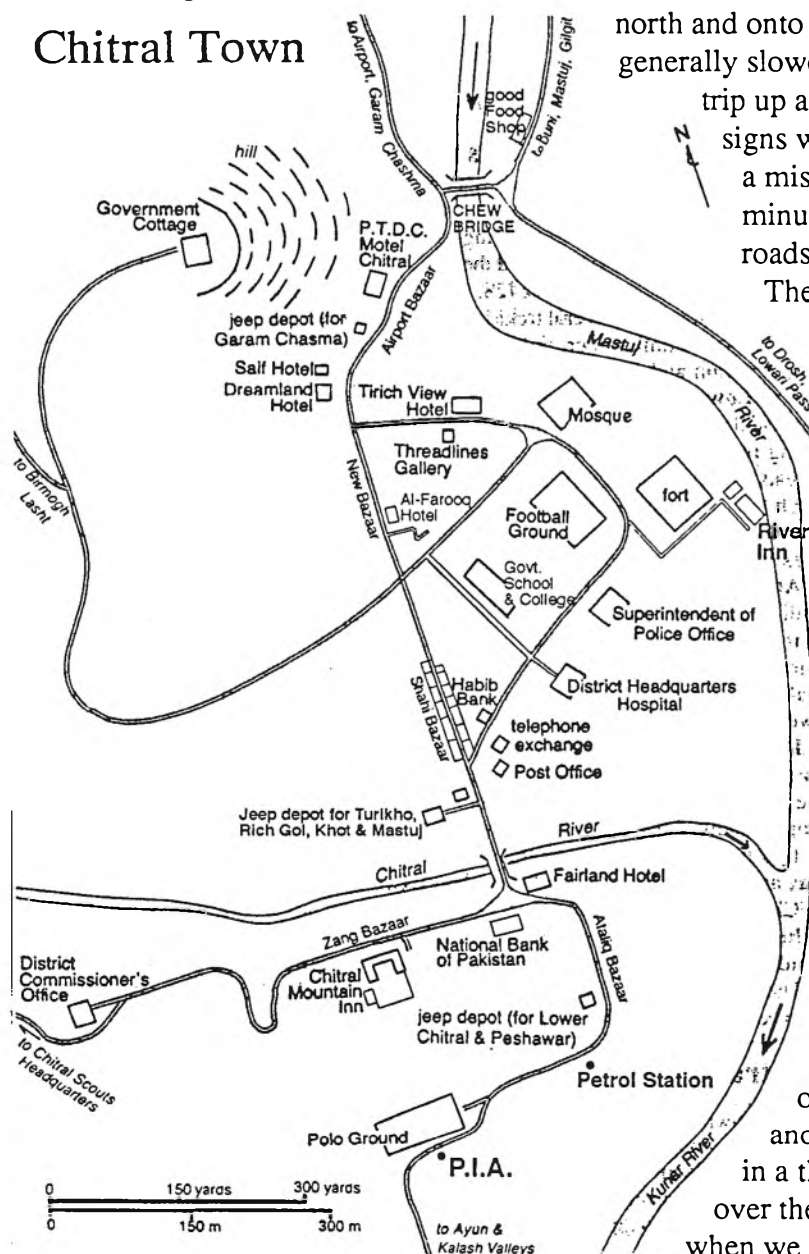 Chitral Town
north and onto
generally slowe
trip up a
signs w
a mis
minu
roads
The
N
to Airport, Garam Chashma
good
Food
Shop
to Buni, Mastuj, Gilgit
hill
Government
Cottage
CHEW
BRIDGE
P.T.D.C.
Motel
Chitral
Airport Bazaar
jeep depot (for
Garam Chasma)
Mastuj
River
to Drosh,
Lowari Pass
Saif Hotel
Dreamland
Hotel
Tirich View
Hotel
Mosque
Threadlines
Gallery
to Birmogh
Lasht
New Bazaar
Al-Farooq
Hotel
Football
Ground
fort
River
Inn
Govt.
School
& College
Superintendent of
Police Office
Shahi Bazaar
Habib
Bank
District Headquarters
Hospital
telephone
exchange
Post Office
Jeep depot for Turikho,
Rich Gol, Khot & Mastuj
River
Chitral
Fairland Hotel
Zang Bazaar
National Bank
of Pakistan
Ataliq Bazaar
District
Commissioner's
Office
Chitral
Mountain
Inn
jeep depot (for Lower
Chitral & Peshawar)
to Chitral Scouts
Headquarters
Petrol Station
Polo Ground
P.I.A.
Kunar River
0 150 yards 300 yards
0 150 m 300 m
to Ayun &
Kalash Valleys
and
in a t
over the
when we